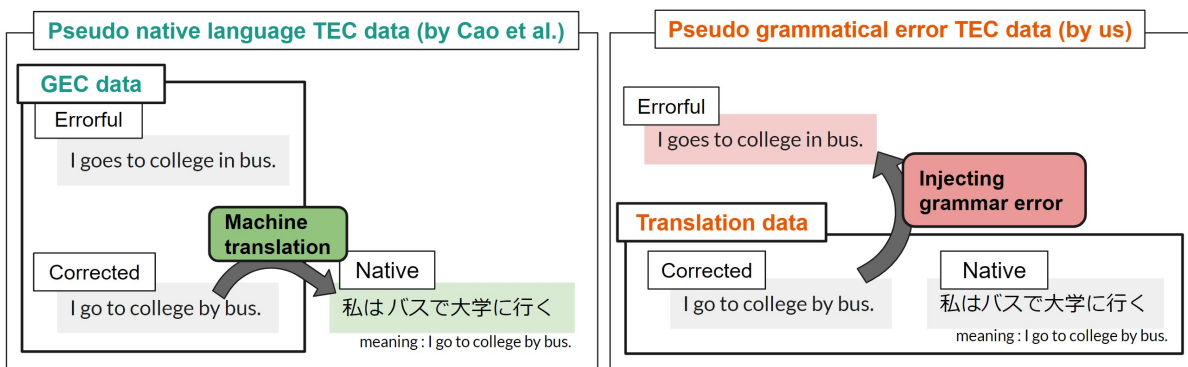 Pseudo native language TEC data (by Cao et al.)
GEC data
Errorful
I goes to college in bus.
Machine
translation
Corrected
I go to college by bus.
Native
私は バスで大学に行く
meaning : I go to college by bus.
Pseudo grammatical error TEC data (by us)
Errorful
I goes to college in bus.
Injecting
grammar error
Translation data
Corrected
I go to college by bus.
Native
私はバスで大学に行く
meaning : I go to college by bus.